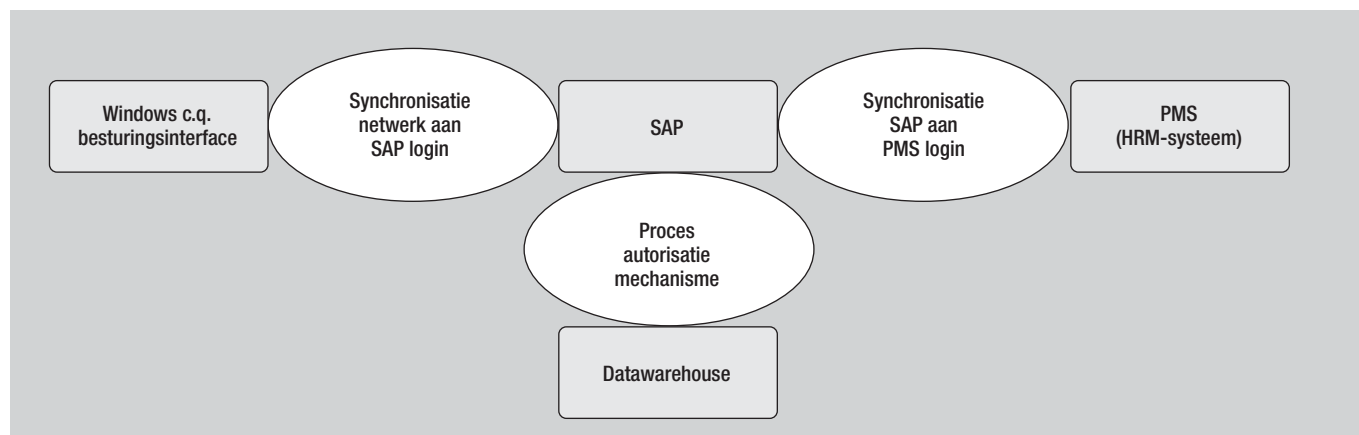 Windows c.q.
besturingsinterface
Synchronisatie
netwerk aan
SAP login
SAP
Synchronisatie
SAP aan
PMS login
PMS
(HRM-systeem)
Proces
autorisatie
mechanisme
Datawarehouse